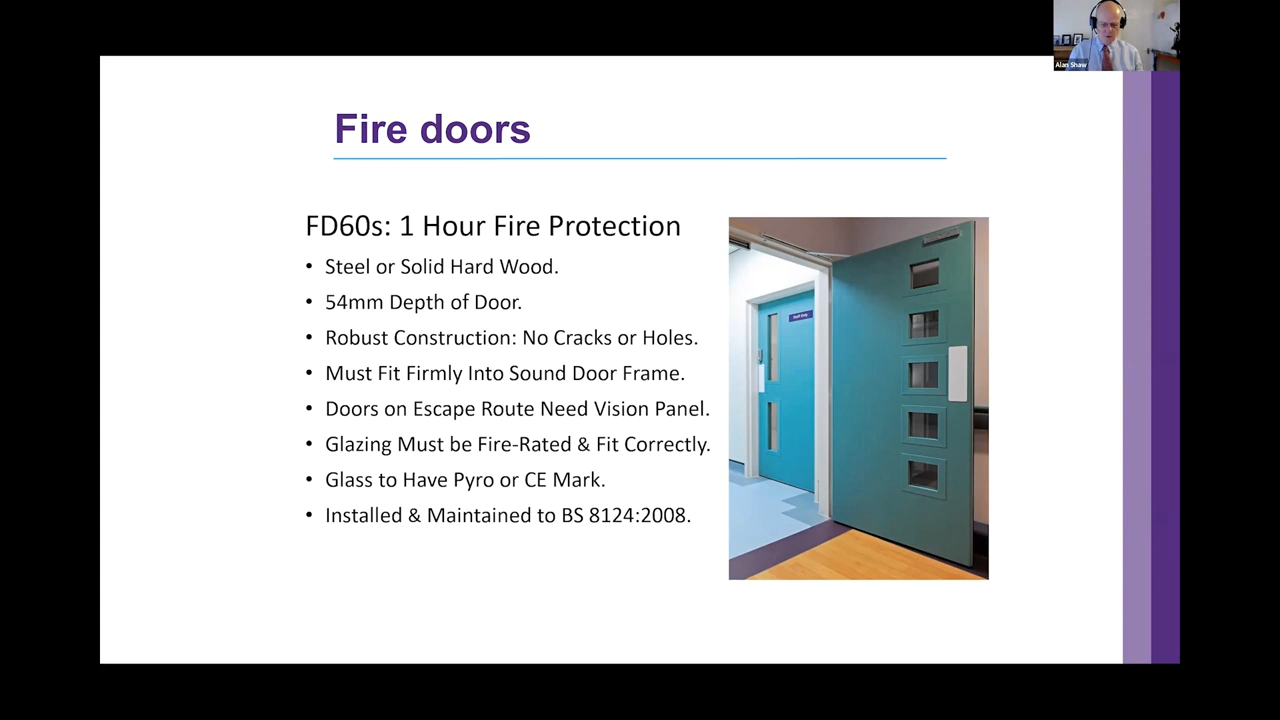 Alan Shaw
Fire doors
FD60s: 1 Hour Fire Protection
• Steel or Solid Hard Wood.
• 54mm Depth of Door.
• Robust Construction: No Cracks or Holes.
• Must Fit Firmly Into Sound Door Frame.
• Doors on Escape Route Need Vision Panel.
• Glazing Must be Fire-Rated & Fit Correctly.
• Glass to Have Pyro or CE Mark.
• Installed & Maintained to BS 8124:2008.
Staff Only